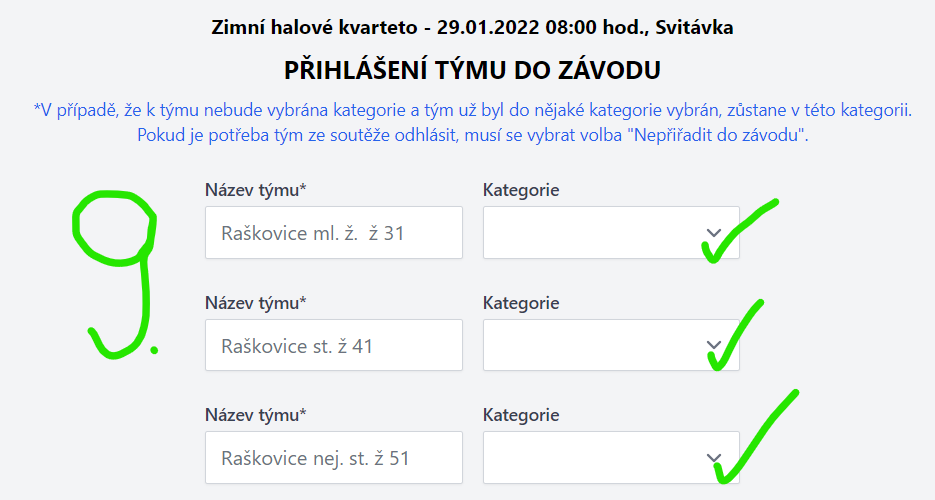 Zimní halové kvarteto - 29.01.2022 08:00 hod., Svitávka
PŘIHLÁŠENÍ TÝMU DO ZÁVODU
*V případě, že k týmu nebude vybrána kategorie a tým už byl do nějaké kategorie vybrán, zůstane v této kategorii.
Pokud je potřeba tým ze soutěže odhlásit, musí se vybrat volba "Nepřiřadit do závodu".
9.
Název týmu* Kategorie
Raškovice ml. ž.  ž 31
Název týmu* Kategorie
Raškovice st. ž 41
Název týmu* Kategorie
Raškovice nej. st. ž 51